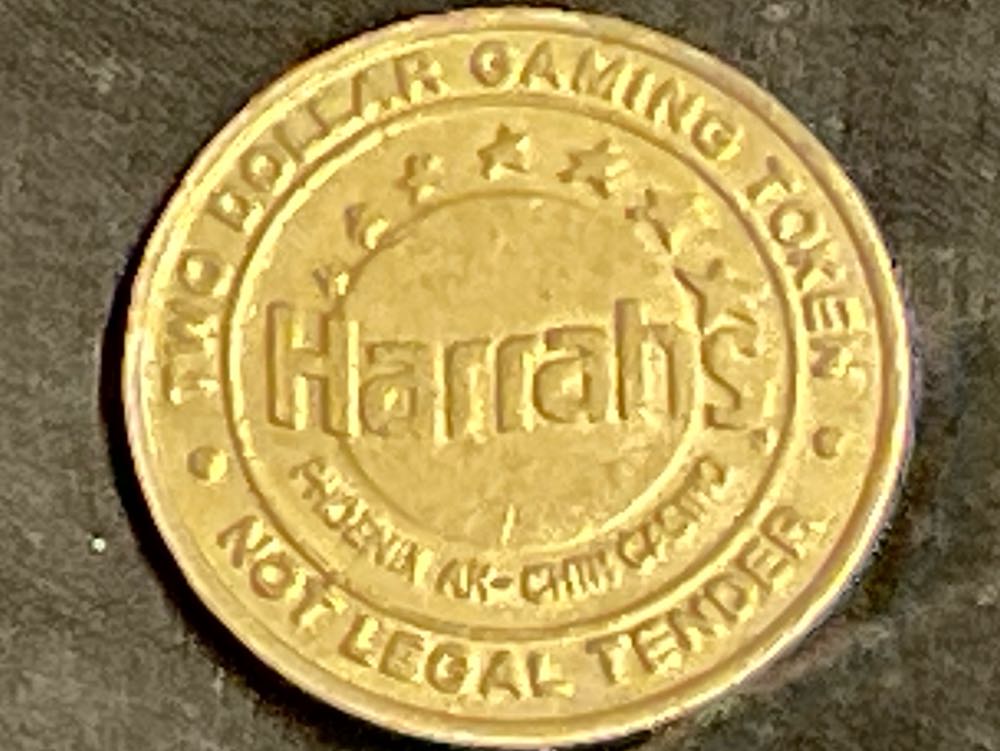 TWO DOLLAR GAMING TOKEN
Harrah's
PHOENIX AK-CHIN CASINO
NOT LEGAL TENDER